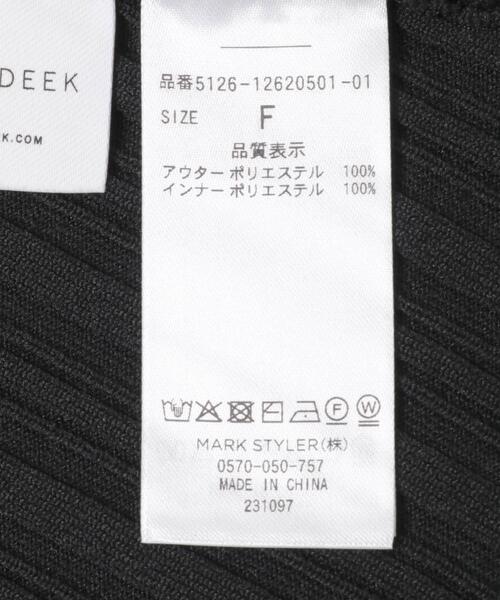 DEEK
K.COM
品番5126-12620501-01
SIZE F
品質表示
アウター ポリエステル 100%
インナー ポリエステル 100%
F W
MARK STYLER(株)
0570-050-757
MADE IN CHINA
231097